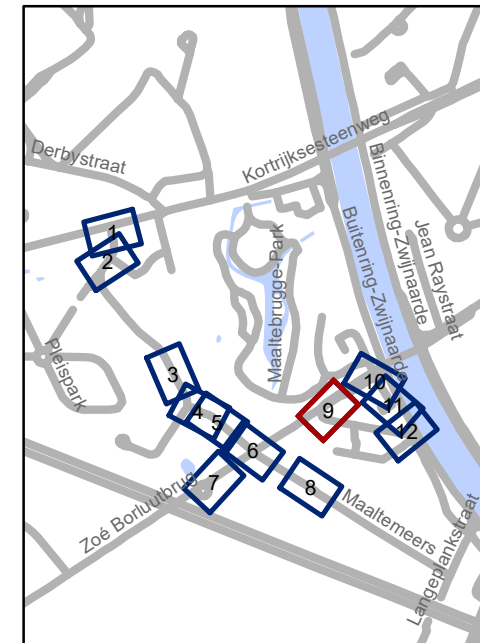 Kortrijksesteenweg
Derbystraat
Binnenring-Zwijnaarde
Jean Raystraat
Buitenring-Zwijnaarde
Maaltebrugge-Park
1
2
Pleispark
3
4
5
6
7
8
9
10
11
12
Zoé Borluutbrug
Maaltemeers
Langeplankstraat